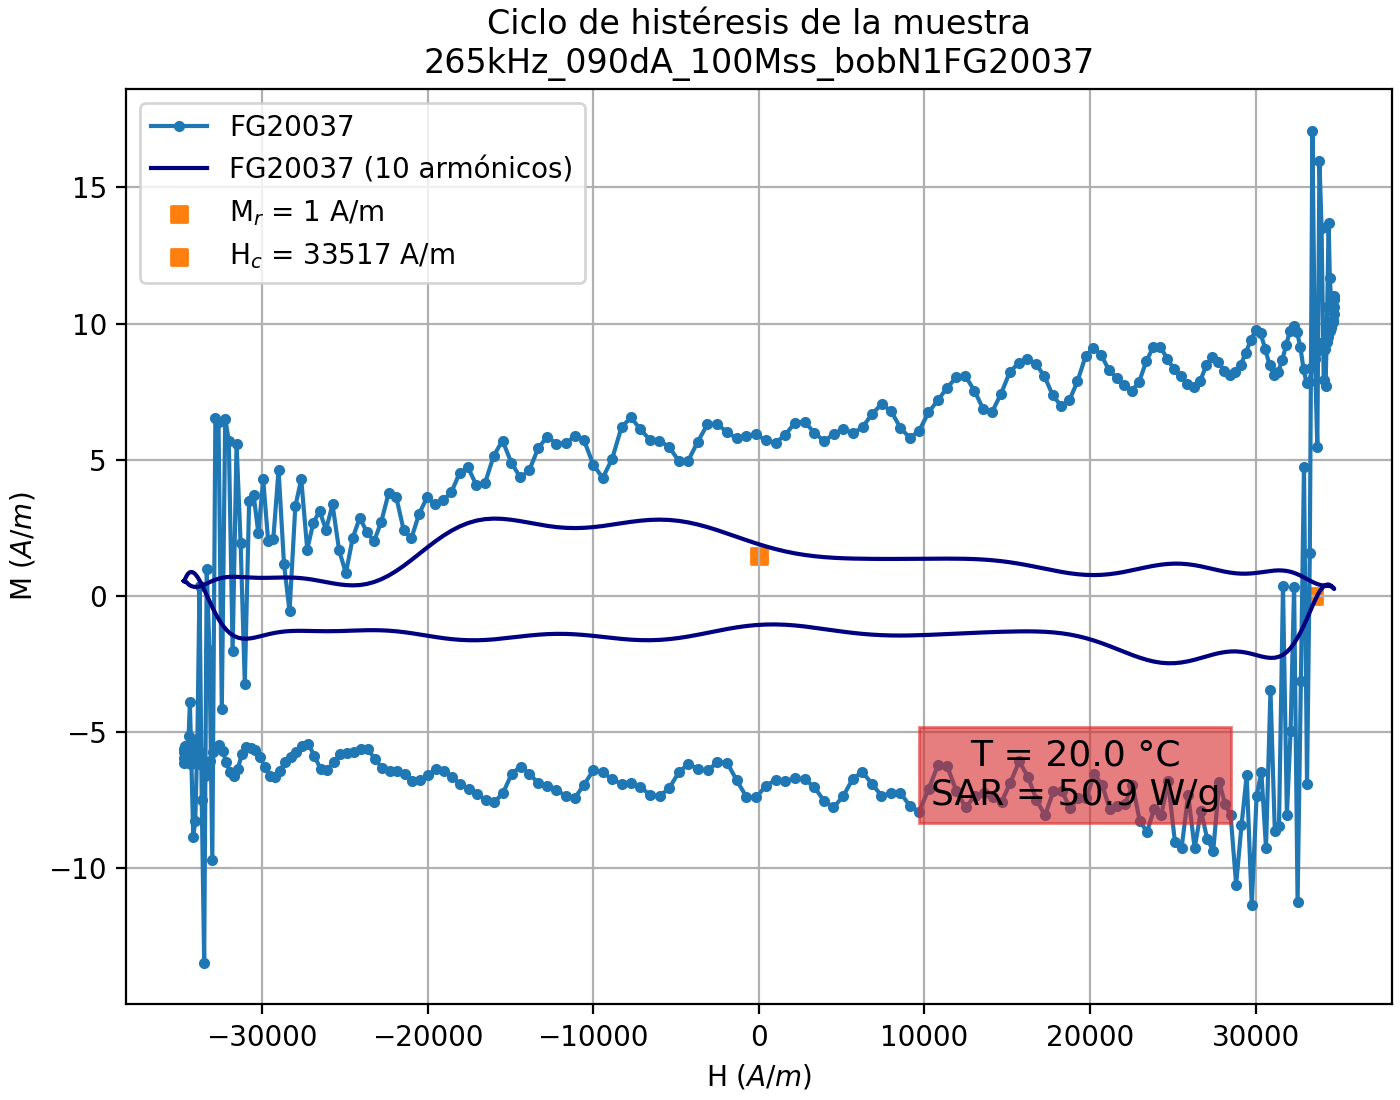 Ciclo de histéresis de la muestra
265kHz_090dA_100Mss_bobN1FG20037
FG20037
FG20037 (10 armónicos)
Mᵣ = 1 A/m
H꜀ = 33517 A/m
15
10
5
0
−5
−10
M (A/m)
T = 20.0 °C
SAR = 50.9 W/g
−30000
−20000
−10000
0
10000
20000
30000
H (A/m)